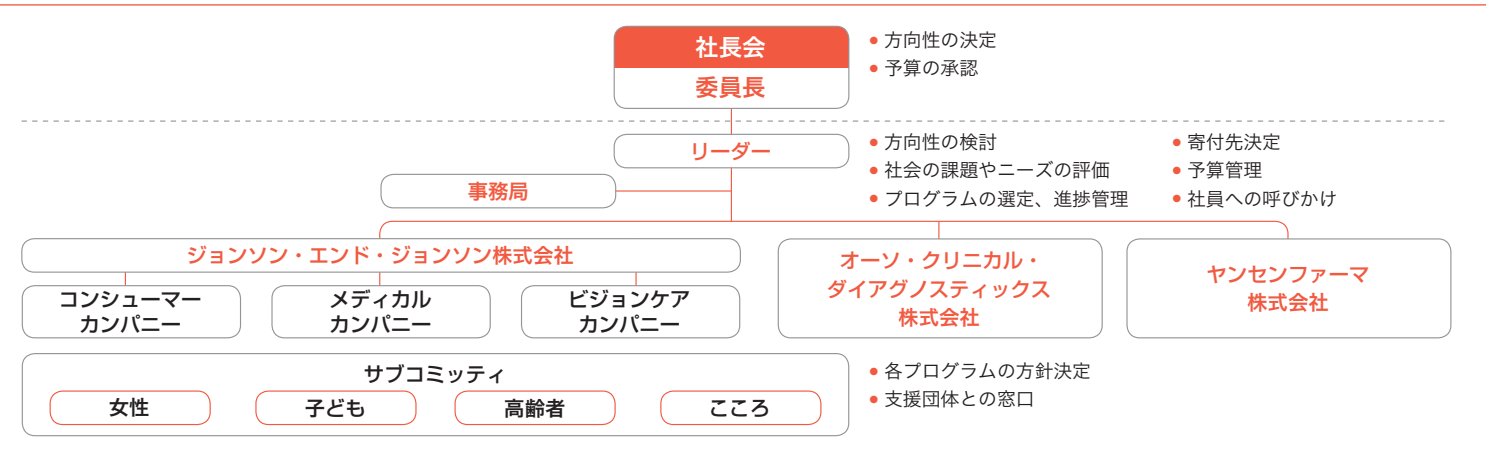 社長会
委員長
● 方向性の決定
● 予算の承認
リーダー
● 方向性の検討
● 社会の課題やニーズの評価
● プログラムの選定、進捗管理
● 寄付先決定
● 予算管理
● 社員への呼びかけ
事務局
ジョンソン・エンド・ジョンソン株式会社
コンシューマー
カンパニー
メディカル
カンパニー
ビジョンケア
カンパニー
オーソ・クリニカル・
ダイアグノスティックス
株式会社
ヤンセンファーマ
株式会社
サブコミッティ
女性
子ども
高齢者
こころ
● 各プログラムの方針決定
● 支援団体との窓口